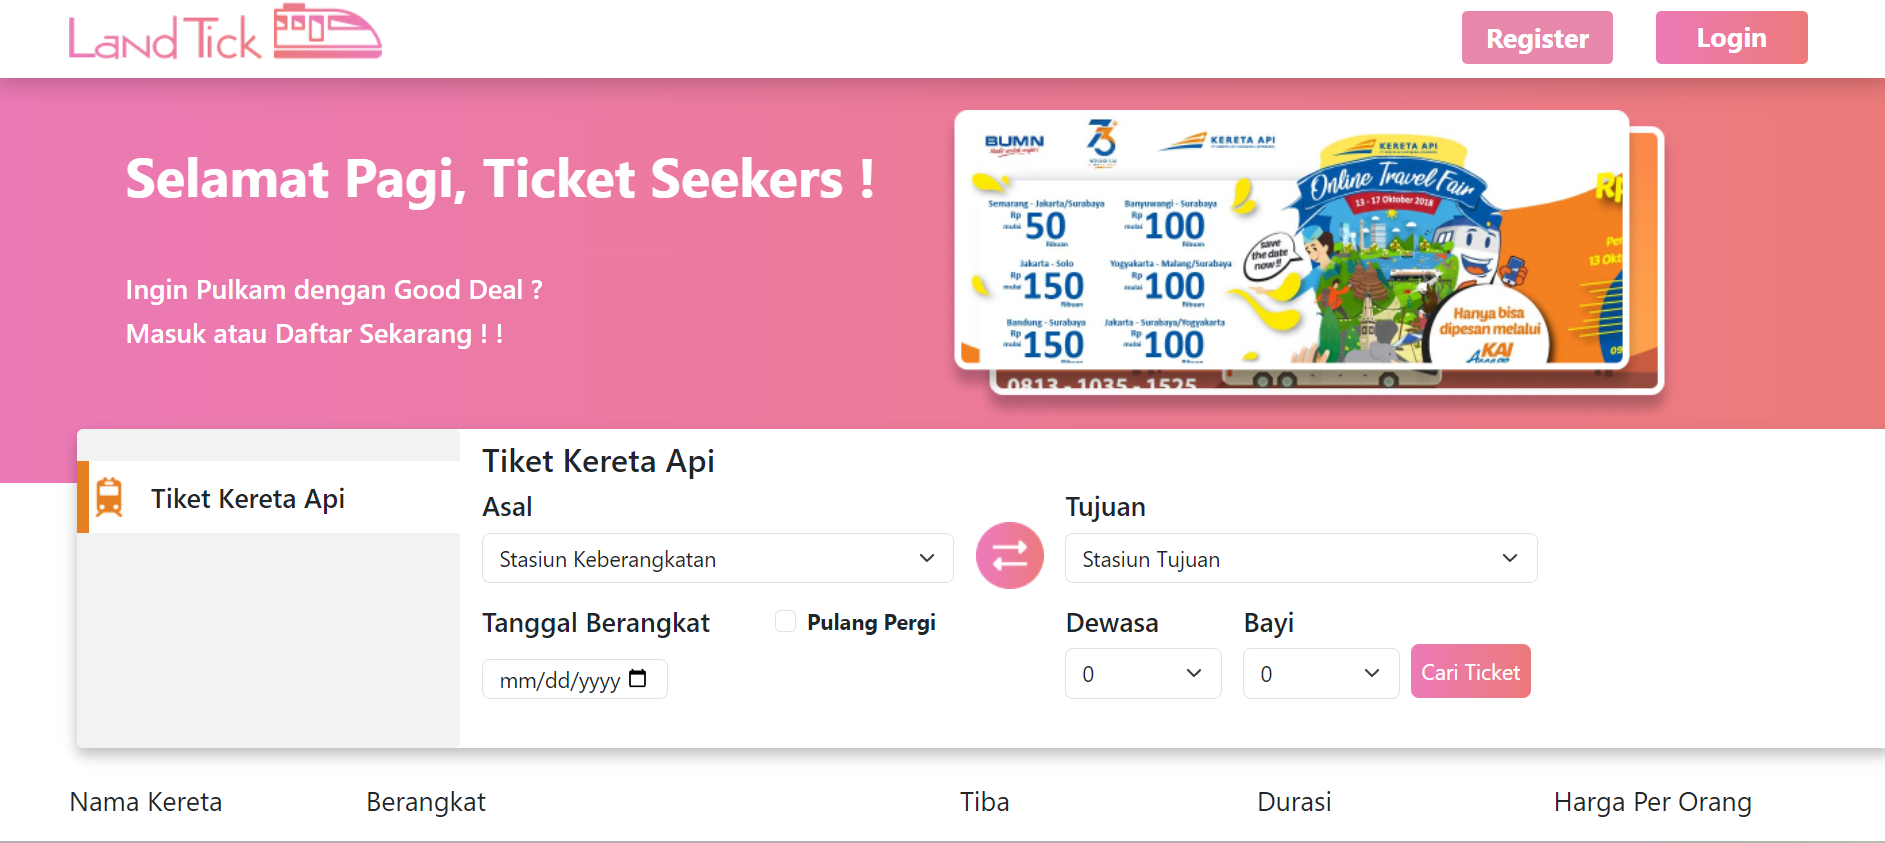 Land Tick
Register
Login
Selamat Pagi, Ticket Seekers !
Ingin Pulkam dengan Good Deal ?
Masuk atau Daftar Sekarang ! !
BUMN
73
KERETA API
KERETA API
Online Travel Fair
13 - 17 Oktober 2018
Semarang - Jakarta/Surabaya
Rp mulai 50 Ribuan
Banyuwangi - Surabaya
Rp mulai 100 Ribuan
Jakarta - Solo
Rp mulai 150 Ribuan
Yogyakarta - Malang/Surabaya
Rp mulai 100 Ribuan
Bandung - Surabaya
Rp mulai 150 Ribuan
Jakarta - Surabaya/Yogyakarta
Rp mulai 100 Ribuan
save
the date
now!!
Hanya bisa
dipesan melalui
KAI
Rp
0813 - 1035 - 1525
Tiket Kereta Api
Tiket Kereta Api
Asal
Stasiun Keberangkatan
Tujuan
Stasiun Tujuan
Tanggal Berangkat
Pulang Pergi
mm/dd/yyyy
Dewasa
0
Bayi
0
Cari Ticket
Nama Kereta Berangkat Tiba Durasi Harga Per Orang